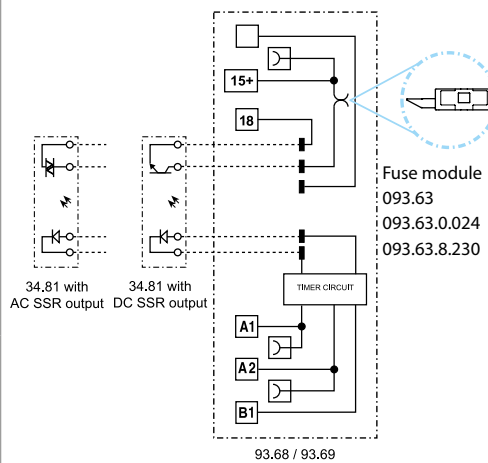 15+
18
Fuse module
093.63
093.63.0.024
093.63.8.230
34.81 with
AC SSR output
34.81 with
DC SSR output
TIMER CIRCUIT
A1
A2
B1
93.68 / 93.69